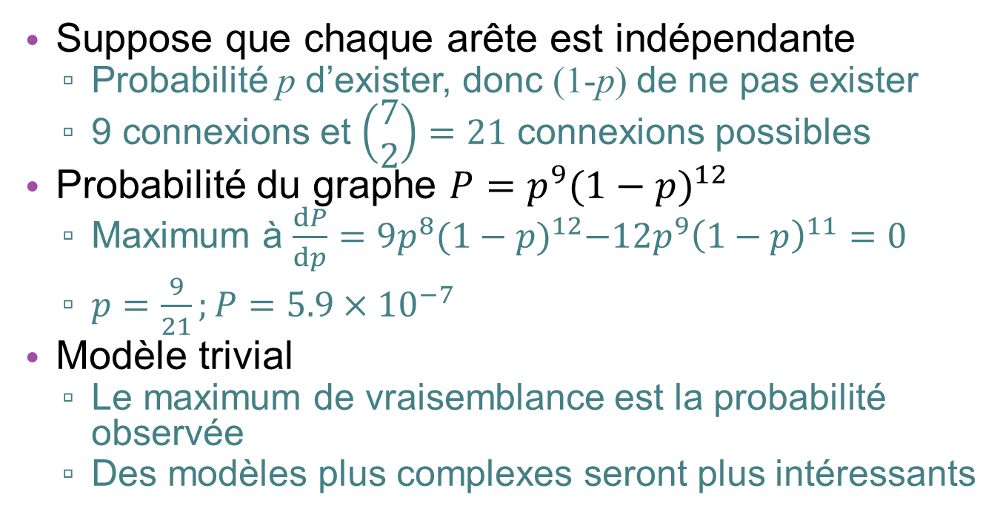 • Suppose que chaque arête est indépendante
▫ Probabilité p d’exister, donc (1-p) de ne pas exister
▫ 9 connexions et $\binom{7}{2} = 21$ connexions possibles
• Probabilité du graphe $P = p^9(1 - p)^{12}$
▫ Maximum à $\frac{\mathrm{d}P}{\mathrm{d}p} = 9p^8(1 - p)^{12} - 12p^9(1 - p)^{11} = 0$
▫ $p = \frac{9}{21}; P = 5.9 \times 10^{-7}$
• Modèle trivial
▫ Le maximum de vraisemblance est la probabilité
observée
▫ Des modèles plus complexes seront plus intéressants